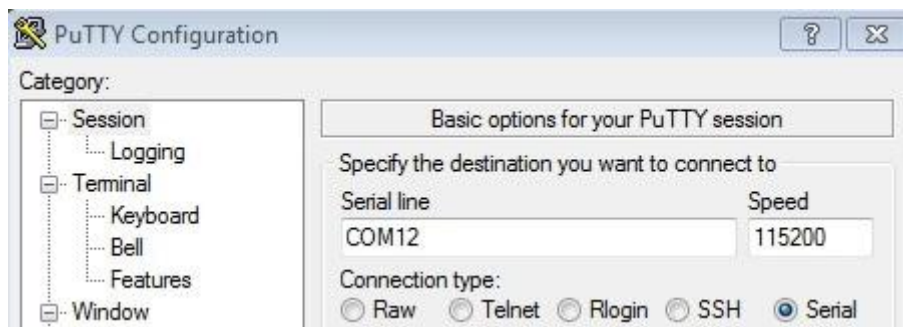 PuTTY Configuration
Category:
Session
Logging
Terminal
Keyboard
Bell
Features
Window
Basic options for your PuTTY session
Specify the destination you want to connect to
Serial line Speed
COM12 115200
Connection type:
Raw Telnet Rlogin SSH Serial